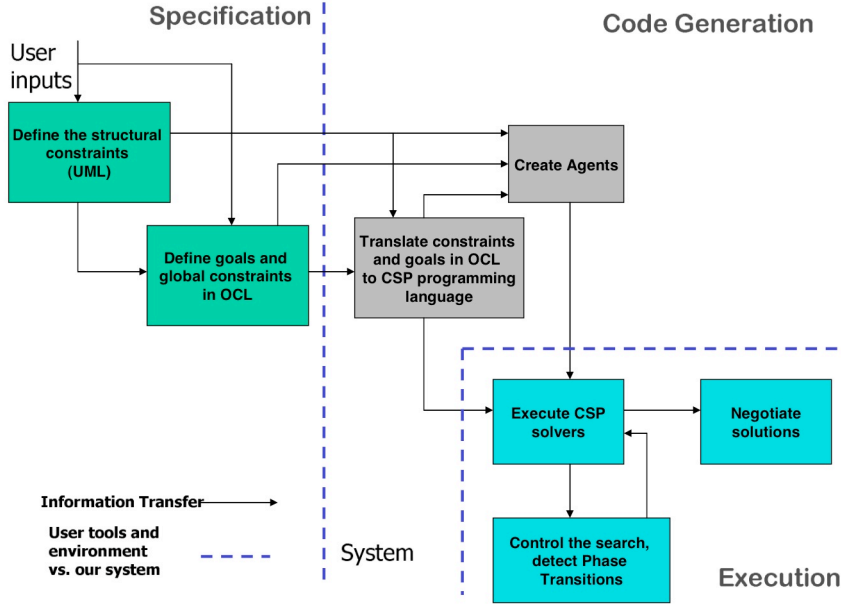 Specification
Code Generation
User
inputs
Define the structural
constraints
(UML)
Create Agents
Define goals and
global constraints
in OCL
Translate constraints
and goals in OCL
to CSP programming
language
Execute CSP
solvers
Negotiate
solutions
Information Transfer
User tools and
environment
vs. our system
System
Control the search,
detect Phase
Transitions
Execution